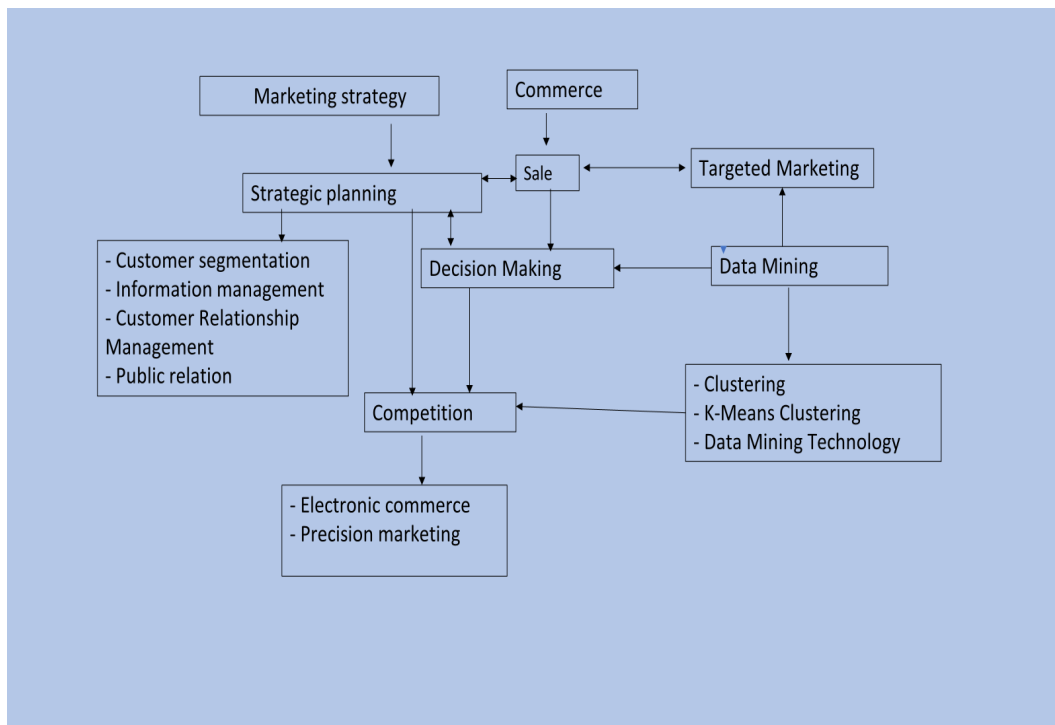 Marketing strategy
Commerce
Sale
Targeted Marketing
Strategic planning
- Customer segmentation
- Information management
- Customer Relationship
Management
- Public relation
Decision Making
Data Mining
- Clustering
- K-Means Clustering
- Data Mining Technology
Competition
- Electronic commerce
- Precision marketing